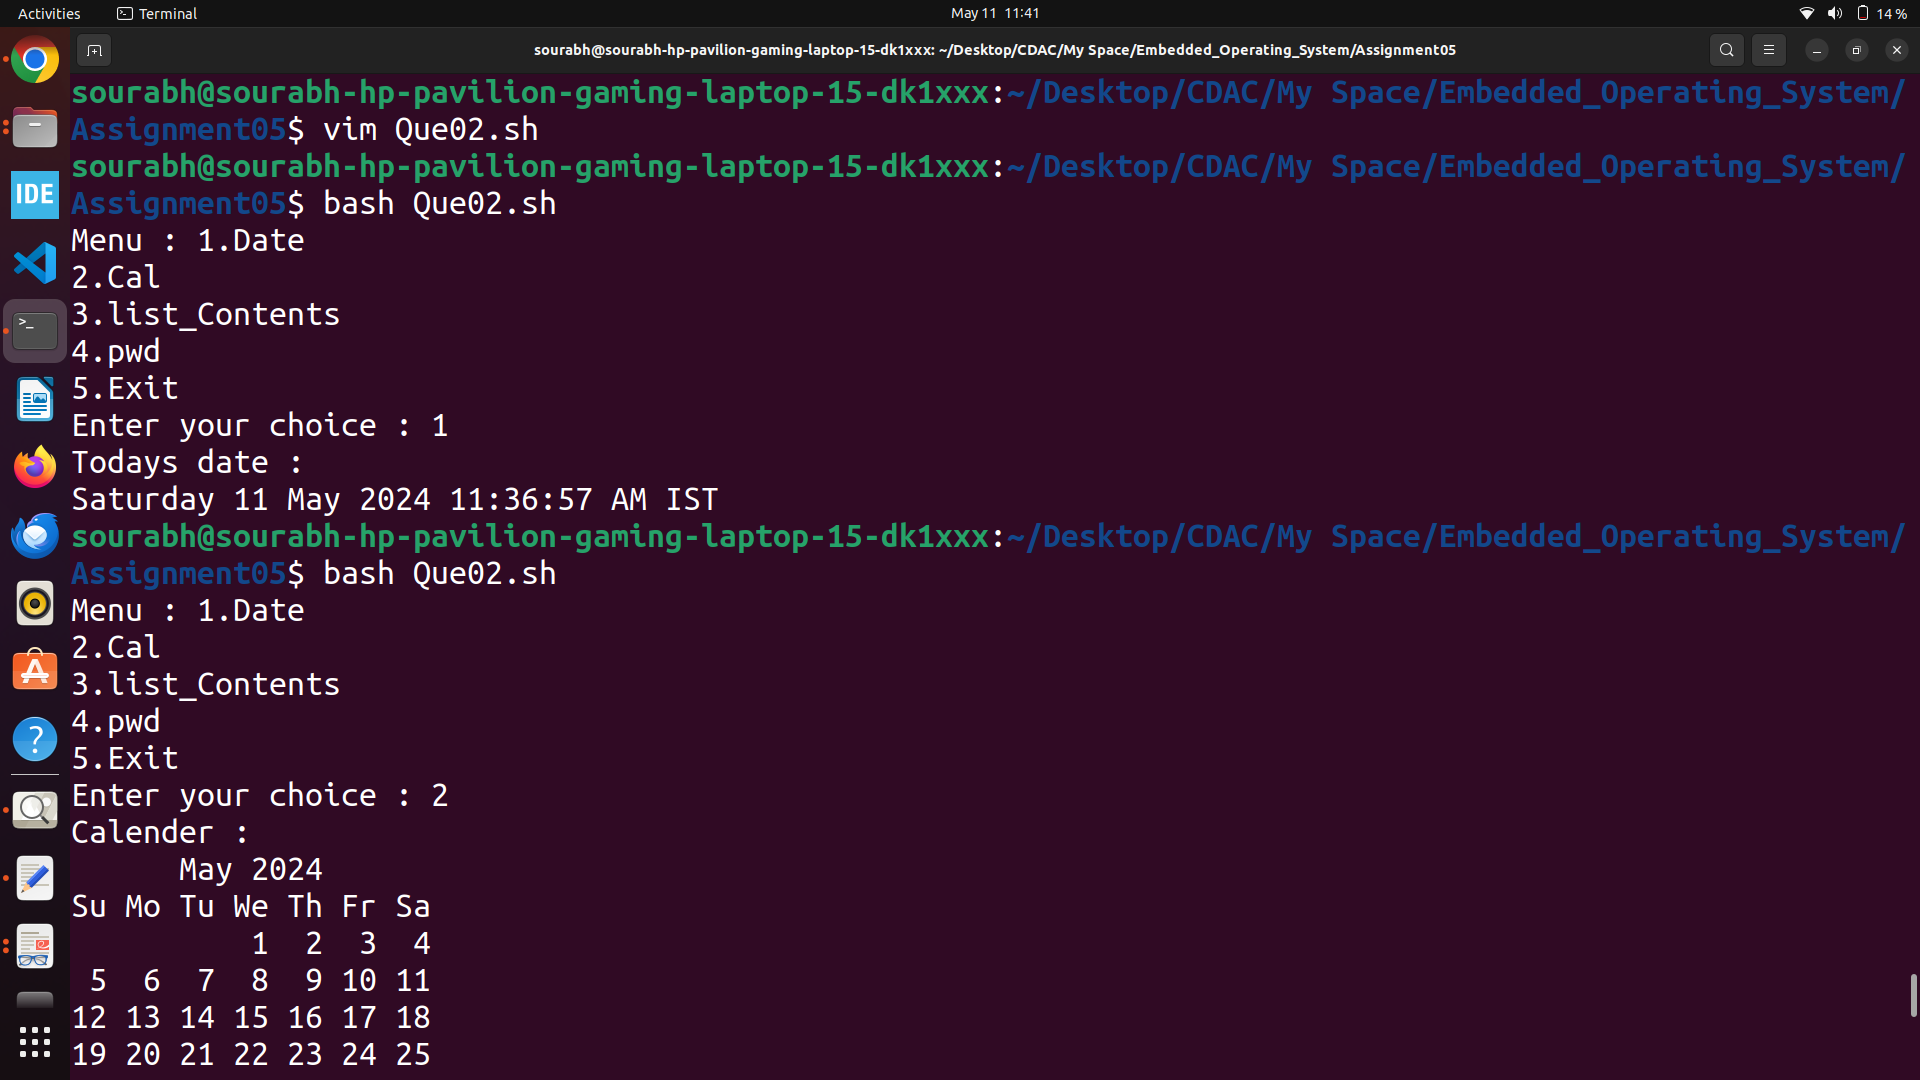 Activities Terminal May 11 11:41 14 %
sourabh@sourabh-hp-pavilion-gaming-laptop-15-dk1xxx: ~/Desktop/CDAC/My Space/Embedded_Operating_System/Assignment05
sourabh@sourabh-hp-pavilion-gaming-laptop-15-dk1xxx:~/Desktop/CDAC/My Space/Embedded_Operating_System/
Assignment05$ vim Que02.sh
sourabh@sourabh-hp-pavilion-gaming-laptop-15-dk1xxx:~/Desktop/CDAC/My Space/Embedded_Operating_System/
Assignment05$ bash Que02.sh
Menu : 1.Date
2.Cal
3.list_Contents
4.pwd
5.Exit
Enter your choice : 1
Todays date :
Saturday 11 May 2024 11:36:57 AM IST
sourabh@sourabh-hp-pavilion-gaming-laptop-15-dk1xxx:~/Desktop/CDAC/My Space/Embedded_Operating_System/
Assignment05$ bash Que02.sh
Menu : 1.Date
2.Cal
3.list_Contents
4.pwd
5.Exit
Enter your choice : 2
Calender :
May 2024
Su Mo Tu We Th Fr Sa
1 2 3 4
5 6 7 8 9 10 11
12 13 14 15 16 17 18
19 20 21 22 23 24 25
IDE